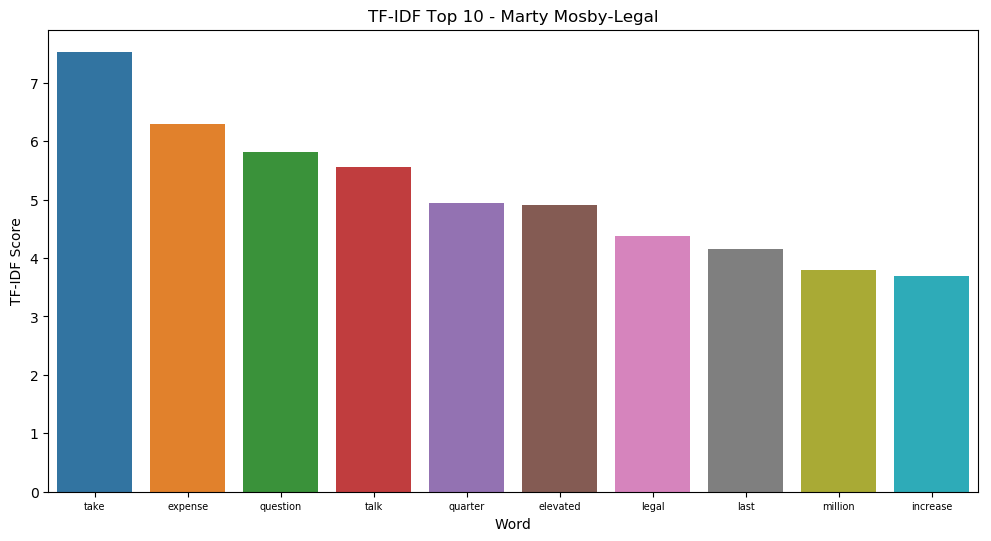 TF-IDF Top 10 - Marty Mosby-Legal
TF-IDF Score
7
6
5
4
3
2
1
0
take expense question talk quarter elevated legal last million increase
Word